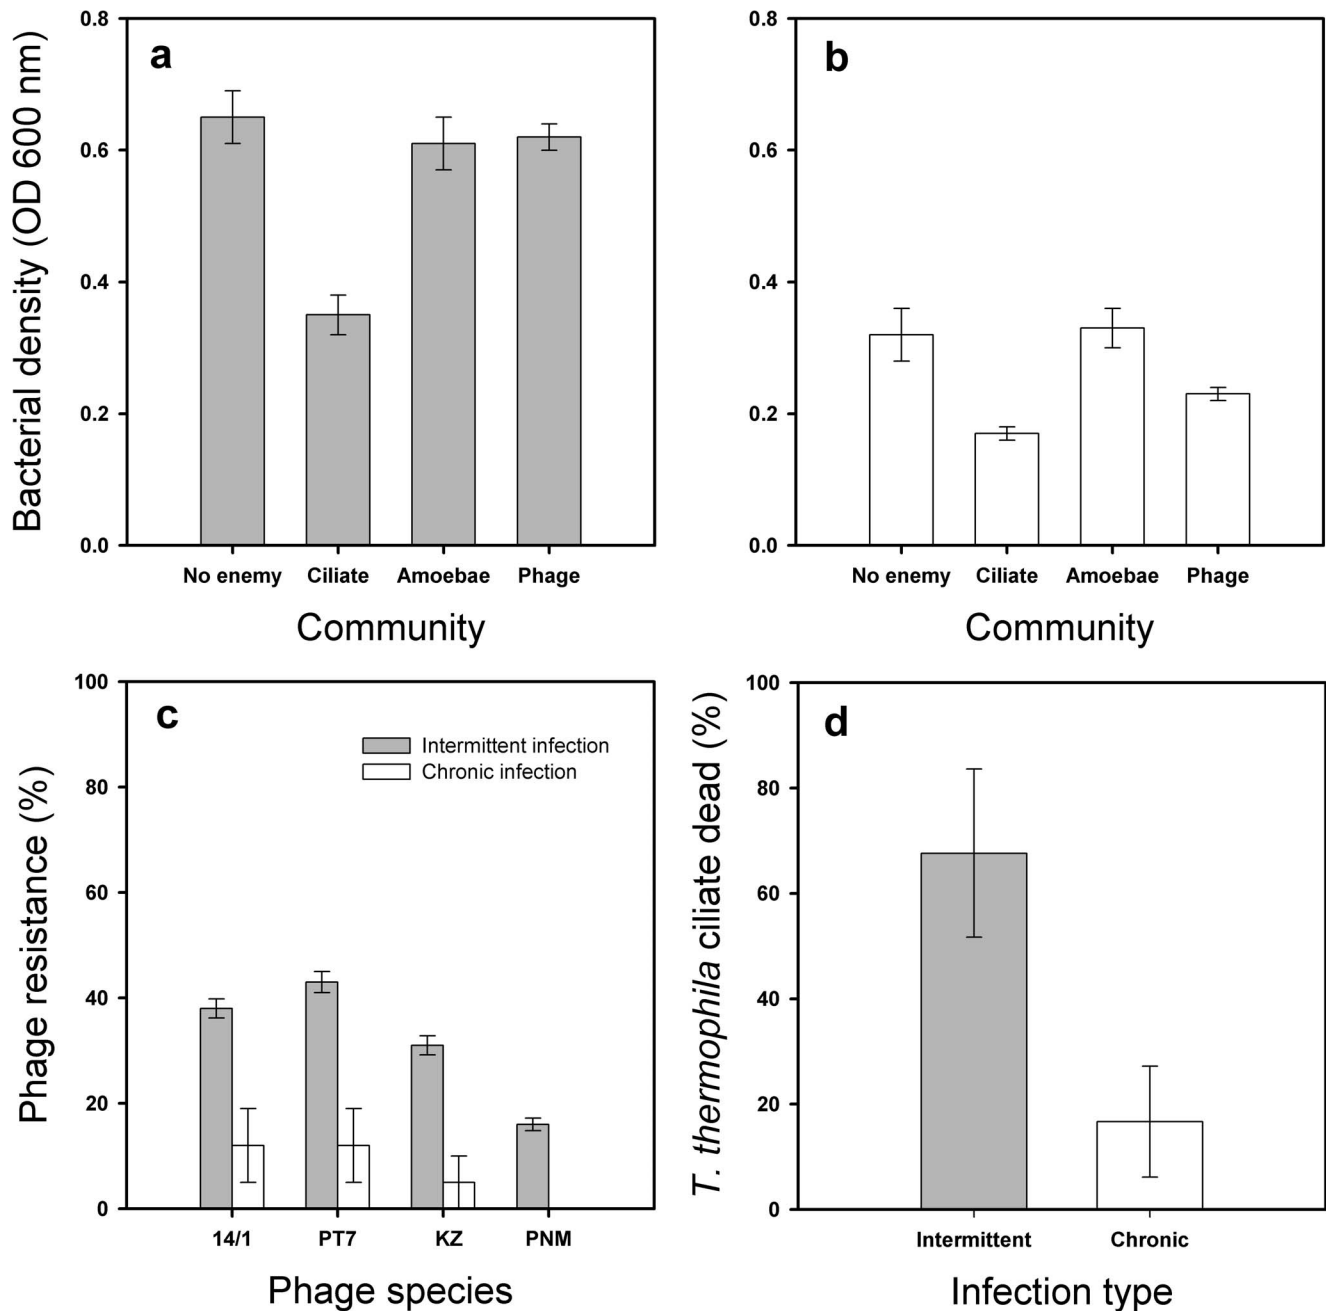 a
Bacterial density (OD 600 nm)
0.8
0.6
0.4
0.2
0.0
No enemy Ciliate Amoebae Phage
Community
b
0.8
0.6
0.4
0.2
0.0
No enemy Ciliate Amoebae Phage
Community
c
Phage resistance (%)
100
80
60
40
20
0
Intermittent infection
Chronic infection
14/1 PT7 KZ PNM
Phage species
d
T. thermophila ciliate dead (%)
100
80
60
40
20
0
Intermittent Chronic
Infection type